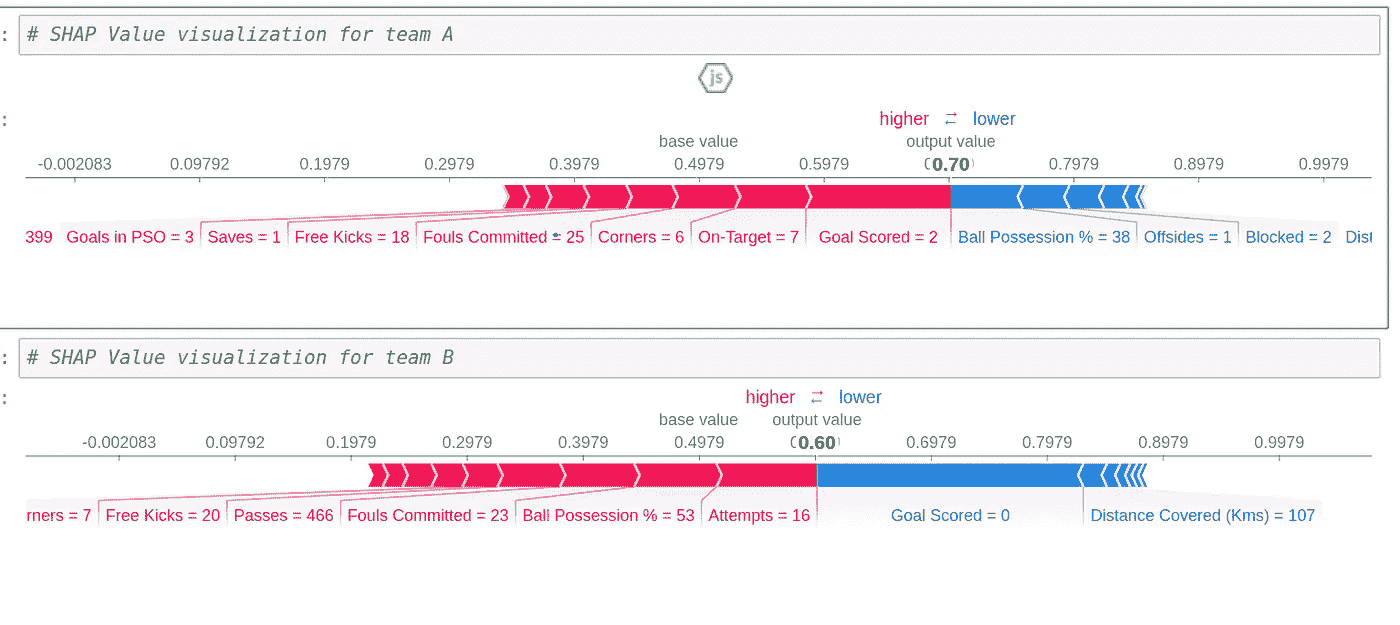 : # SHAP Value visualization for team A
js
:
higher lower
base value output value
-0.002083 0.09792 0.1979 0.2979 0.3979 0.4979 0.5979 0.70 0.7979 0.8979 0.9979
399 Goals in PSO = 3 Saves = 1 Free Kicks = 18 Fouls Committed = 25 Corners = 6 On-Target = 7 Goal Scored = 2 Ball Possession % = 38 Offsides = 1 Blocked = 2 Dist
: # SHAP Value visualization for team B
:
higher lower
base value output value
-0.002083 0.09792 0.1979 0.2979 0.3979 0.4979 0.60 0.6979 0.7979 0.8979 0.9979
rners = 7 Free Kicks = 20 Passes = 466 Fouls Committed = 23 Ball Possession % = 53 Attempts = 16 Goal Scored = 0 Distance Covered (Kms) = 107